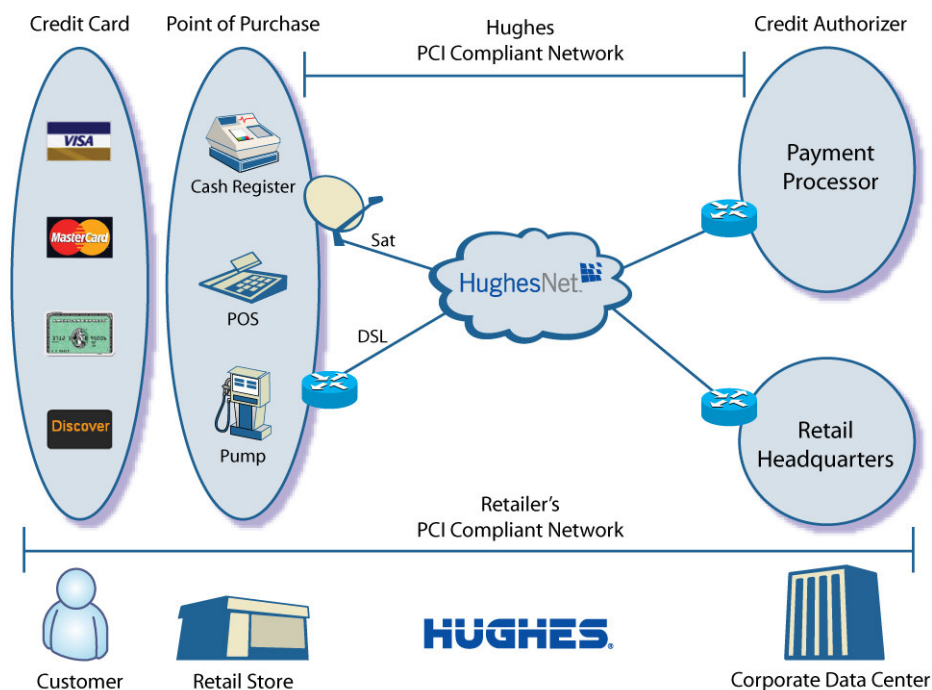 Credit Card
Point of Purchase
Hughes
PCI Compliant Network
Credit Authorizer
VISA
MasterCard
Discover
Cash Register
POS
Pump
Sat
DSL
HughesNet.
Payment
Processor
Retail
Headquarters
Retailer's
PCI Compliant Network
Customer
Retail Store
HUGHES®
Corporate Data Center